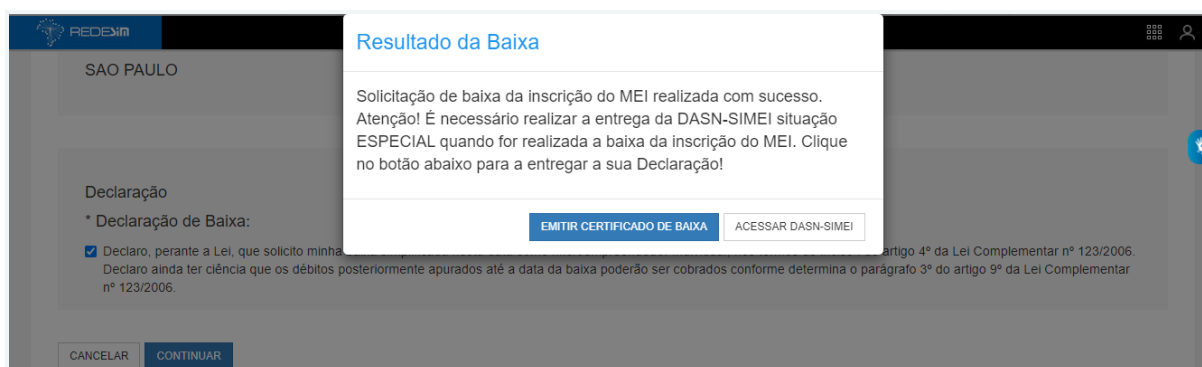 REDESIM
SAO PAULO
Resultado da Baixa
Solicitação de baixa da inscrição do MEI realizada com sucesso.
Atenção! É necessário realizar a entrega da DASN-SIMEI situação
ESPECIAL quando for realizada a baixa da inscrição do MEI. Clique
no botão abaixo para a entregar a sua Declaração!
EMITIR CERTIFICADO DE BAIXA ACESSAR DASN-SIMEI
Declaração
* Declaração de Baixa:
Declaro, perante a Lei, que solicito minha artigo 4º da Lei Complementar nº 123/2006.
Declaro ainda ter ciência que os débitos posteriormente apurados até a data da baixa poderão ser cobrados conforme determina o parágrafo 3º do artigo 9º da Lei Complementar
nº 123/2006.
CANCELAR CONTINUAR